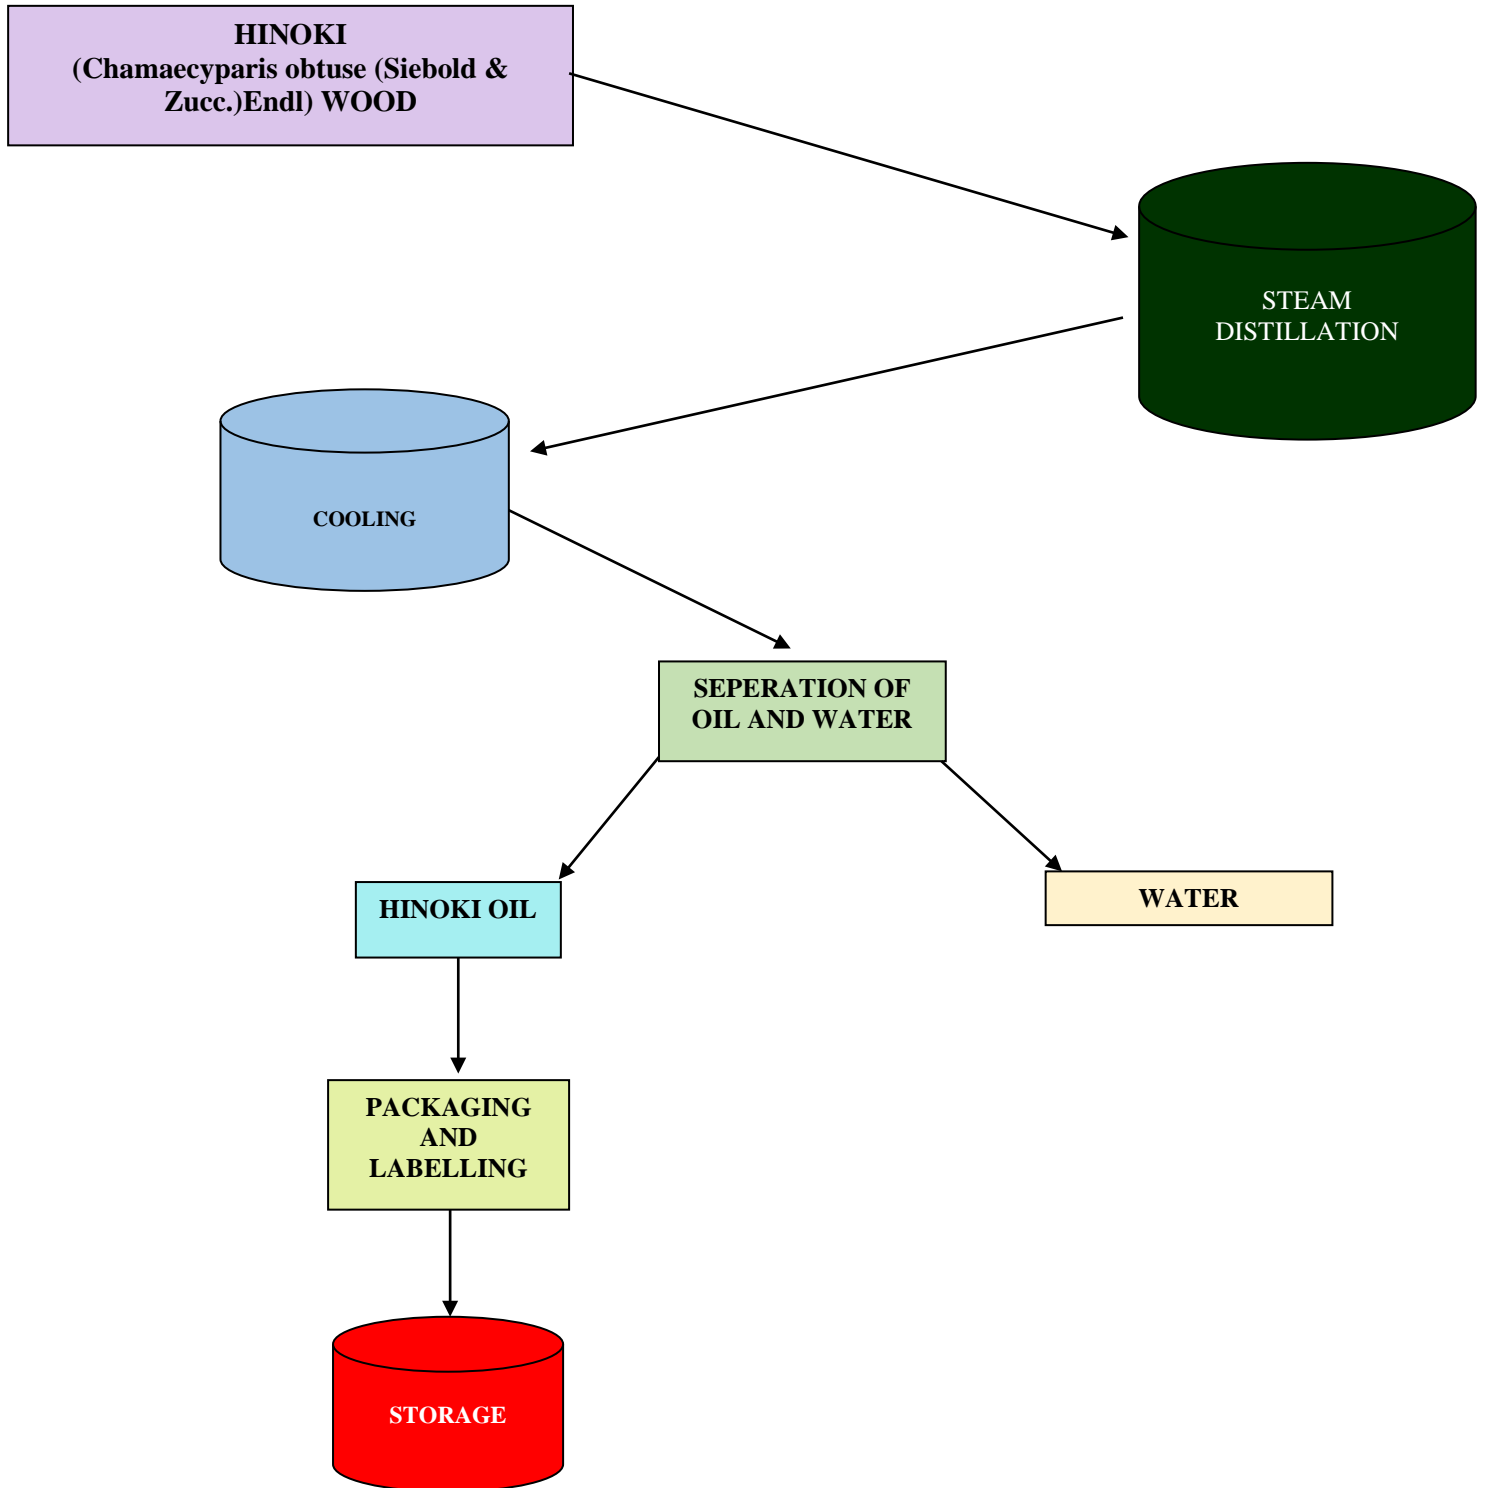 HINOKI
(Chamaecyparis obtuse (Siebold &
Zucc.)Endl) WOOD
STEAM
DISTILLATION
COOLING
SEPERATION OF
OIL AND WATER
HINOKI OIL
WATER
PACKAGING
AND
LABELLING
STORAGE